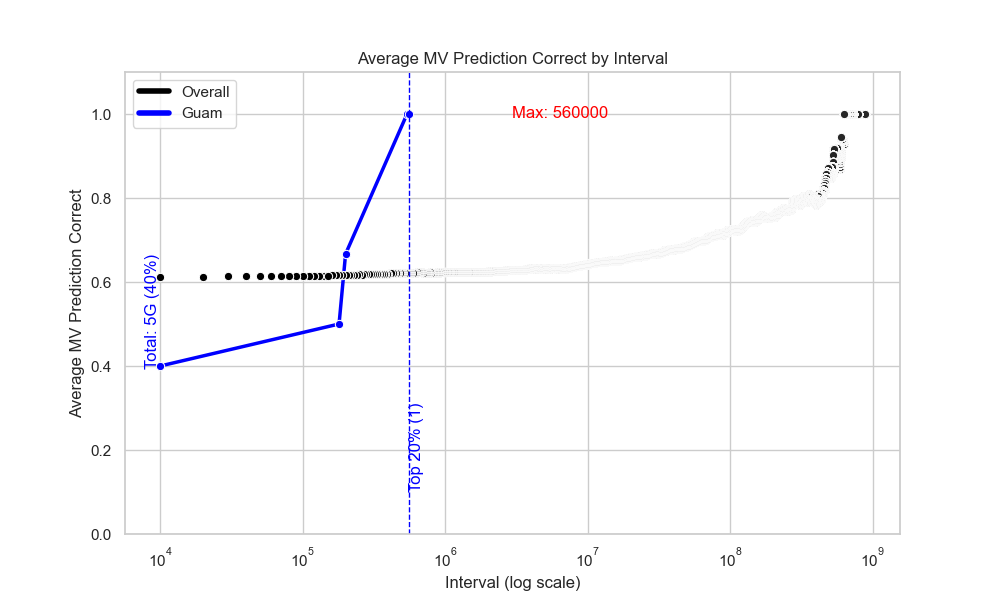 Average MV Prediction Correct by Interval
Overall
Guam
Max: 560000
Total: 5G (40%)
Top 20% (1)
Average MV Prediction Correct
1.0
0.8
0.6
0.4
0.2
0.0
10^4 10^5 10^6 10^7 10^8 10^9
Interval (log scale)